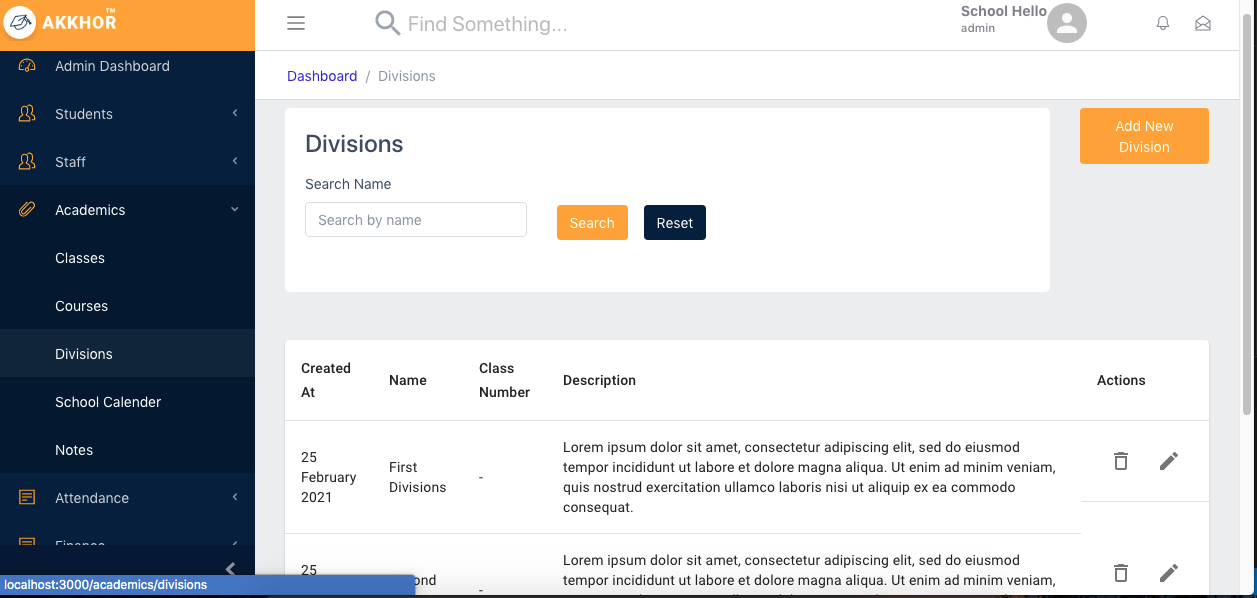 AKKHOR™
Find Something...
School Hello
admin
Admin Dashboard
Students
Staff
Academics
Classes
Courses
Divisions
School Calender
Notes
Attendance
Finance
localhost:3000/academics/divisions
Dashboard / Divisions
Divisions
Add New
Division
Search Name
Search by name
Search
Reset
Created
At
Name
Class
Number
Description
Actions
25
February
2021
First
Divisions
-
Lorem ipsum dolor sit amet, consectetur adipiscing elit, sed do eiusmod
tempor incididunt ut labore et dolore magna aliqua. Ut enim ad minim veniam,
quis nostrud exercitation ullamco laboris nisi ut aliquip ex ea commodo
consequat.
25
ond
-
Lorem ipsum dolor sit amet, consectetur adipiscing elit, sed do eiusmod
tempor incididunt ut labore et dolore magna aliqua. Ut enim ad minim veniam,